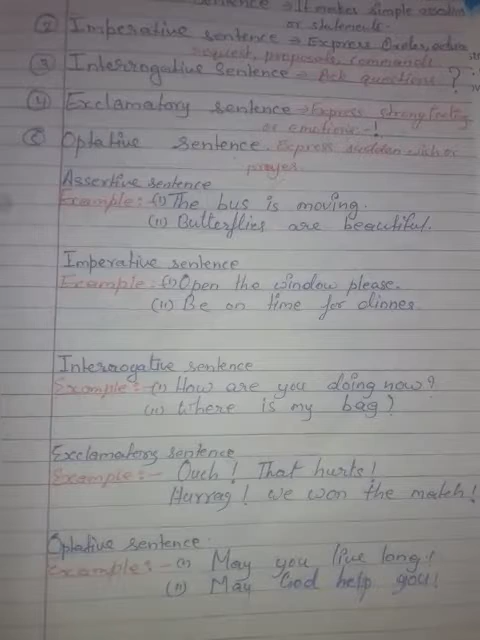 sentence → It makes simple assertion
or statements.
② Imperative sentence → Express Orders, advice,
request, proposals, commands
③ Interrogative Sentence → Ask questions ?
④ Exclamatory sentence → Express strong feeling
or emotions - !
⑤ Optative sentence. Express sudden wish or
prayer.
Assertive sentence
Example: (i) The bus is moving.
(ii) Butterflies are beautiful.
Imperative sentence
Example: (i) Open the window please.
(ii) Be on time for dinner
Interrogative sentence
Example: - (i) How are you doing now?
(ii) Where is my bag?
Exclamatory sentence
Example: - Ouch! That hurts!
Hurray! We won the match!
Optative sentence.
Example: - (i) May you live long!
(ii) May God help you!